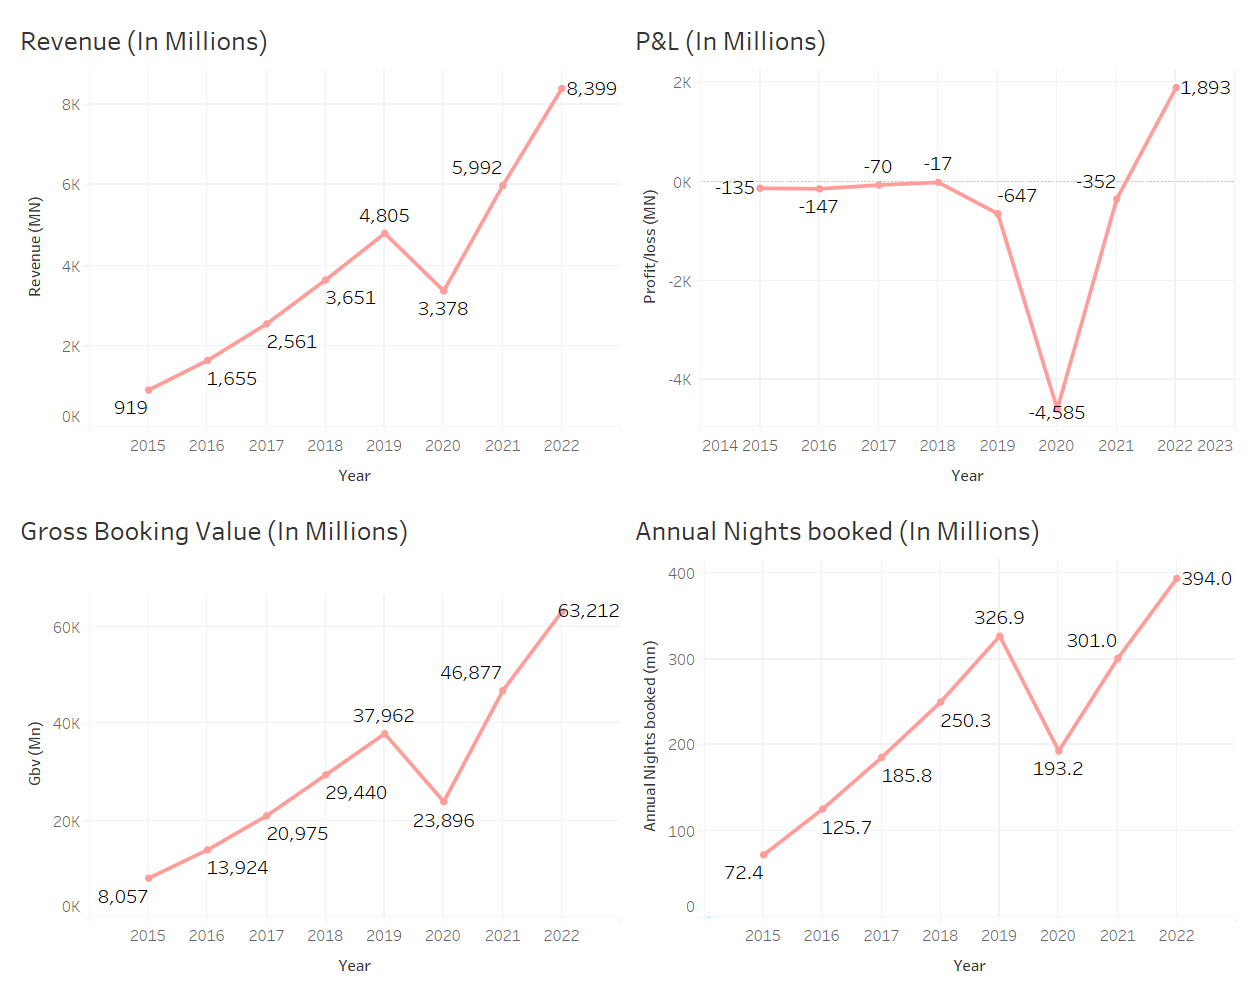 Revenue (In Millions)
Revenue (MN)
8K
6K
4K
2K
0K
919
1,655
2,561
3,651
4,805
3,378
5,992
8,399
2015 2016 2017 2018 2019 2020 2021 2022
Year
P&L (In Millions)
Profit/loss (MN)
2K
0K
-2K
-4K
-135
-147
-70
-17
-647
-4,585
-352
1,893
2014 2015 2016 2017 2018 2019 2020 2021 2022 2023
Year
Gross Booking Value (In Millions)
Gbv (Mn)
60K
40K
20K
0K
8,057
13,924
20,975
29,440
37,962
23,896
46,877
63,212
2015 2016 2017 2018 2019 2020 2021 2022
Year
Annual Nights booked (In Millions)
Annual Nights booked (mn)
400
300
200
100
0
72.4
125.7
185.8
250.3
326.9
193.2
301.0
394.0
2015 2016 2017 2018 2019 2020 2021 2022
Year